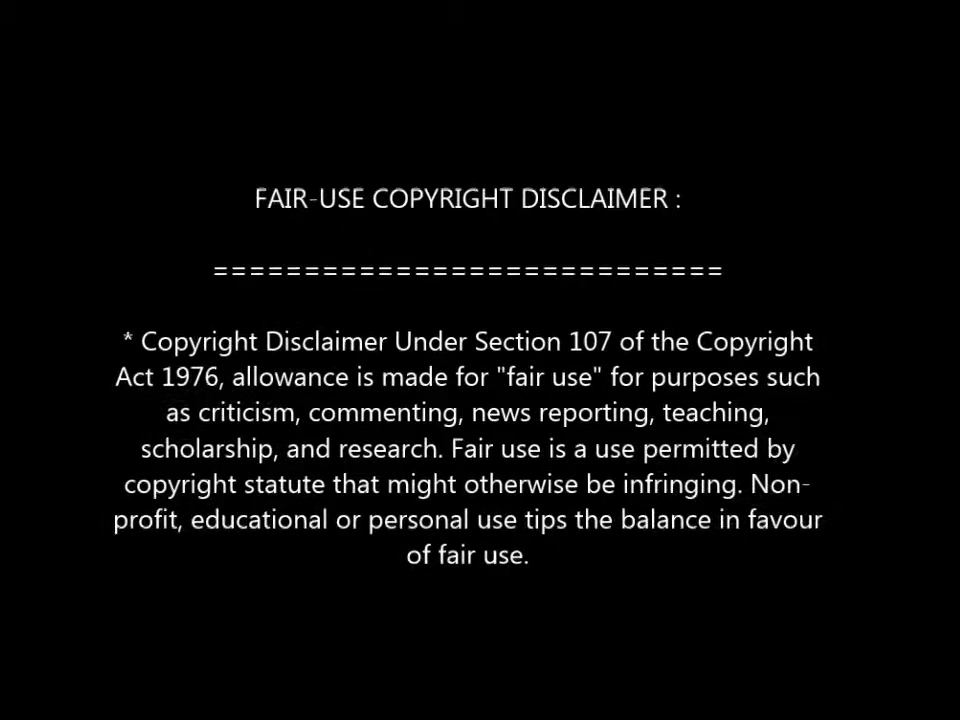 FAIR-USE COPYRIGHT DISCLAIMER :
============================
* Copyright Disclaimer Under Section 107 of the Copyright
Act 1976, allowance is made for "fair use" for purposes such
as criticism, commenting, news reporting, teaching,
scholarship, and research. Fair use is a use permitted by
copyright statute that might otherwise be infringing. Non-
profit, educational or personal use tips the balance in favour
of fair use.